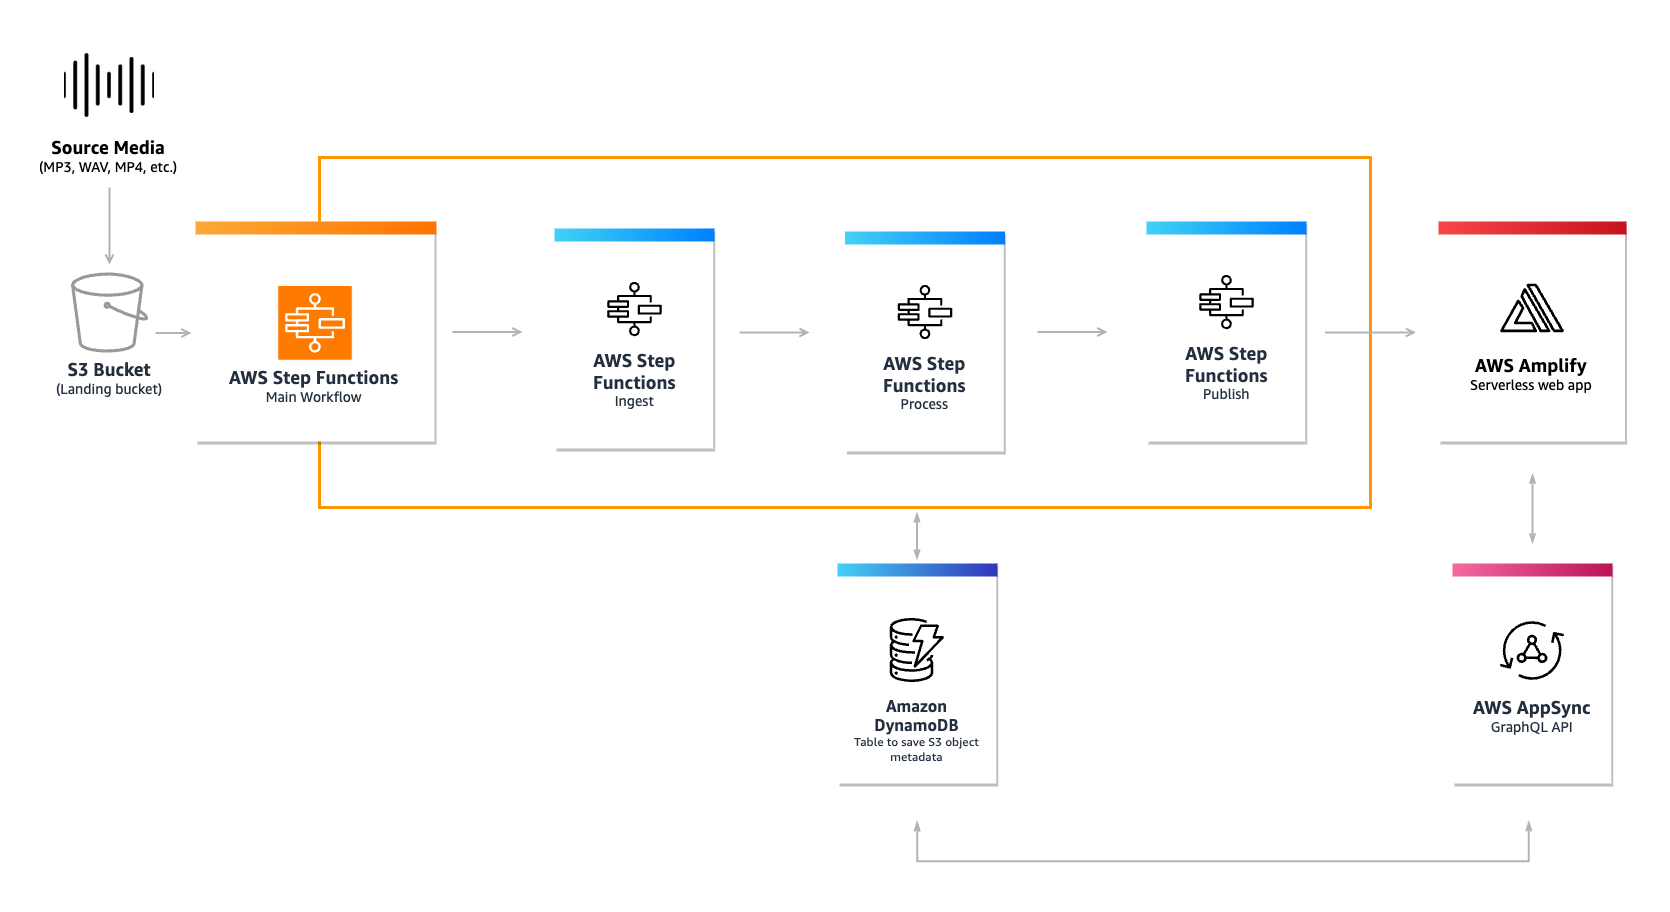 Source Media
(MP3, WAV, MP4, etc.)
S3 Bucket
(Landing bucket)
AWS Step Functions
Main Workflow
AWS Step
Functions
Ingest
AWS Step
Functions
Process
AWS Step
Functions
Publish
AWS Amplify
Serverless web app
Amazon
DynamoDB
Table to save S3 object
metadata
AWS AppSync
GraphQL API